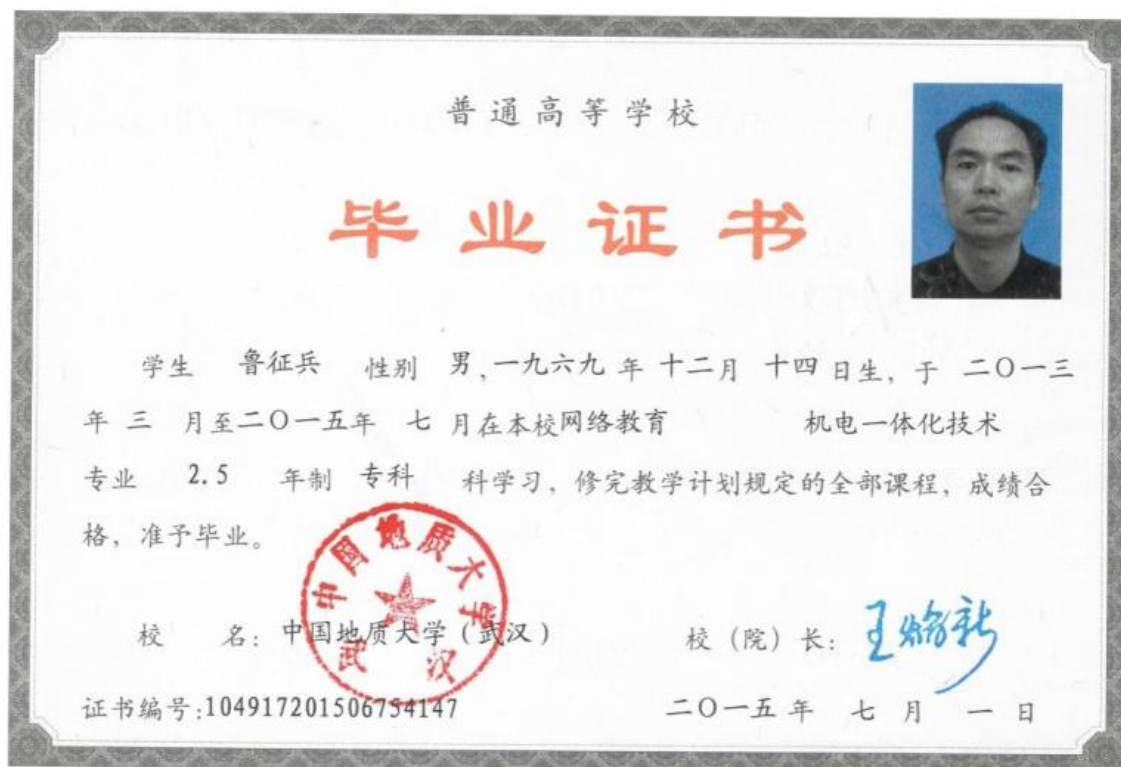 普通高等学校
毕业证书
学生 鲁征兵 性别 男,一九六九 年 十二月 十四 日生, 于 二〇一三
年 三 月至二〇一五年 七 月在本校网络教育 机电一体化技术
专业 2.5 年制 专科 科学习, 修完教学计划规定的全部课程, 成绩合
格, 准予毕业。
中国地质大学
武汉
校 名: 中国地质大学(武汉) 校(院)长: 王焰新
证书编号:104917201506754147 二〇一五 年 七 月 一 日